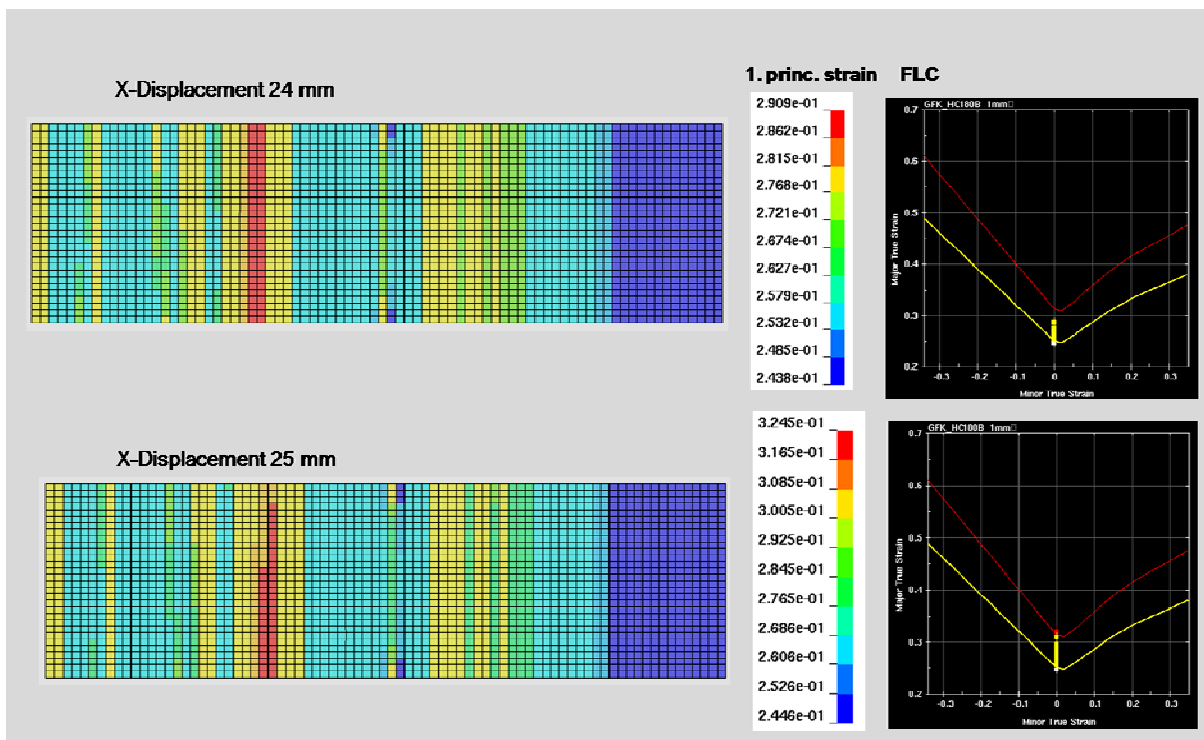 1. princ. strain FLC
X-Displacement 24 mm
2.909e-01
2.862e-01
2.815e-01
2.768e-01
2.721e-01
2.674e-01
2.627e-01
2.579e-01
2.532e-01
2.485e-01
2.438e-01
GFK_HC180B 1mm
0.7
0.6
0.5
0.4
0.3
0.2
Major True Strain
-0.3 -0.2 -0.1 0 0.1 0.2 0.3
Minor True Strain
X-Displacement 25 mm
3.245e-01
3.165e-01
3.085e-01
3.005e-01
2.925e-01
2.845e-01
2.765e-01
2.686e-01
2.606e-01
2.526e-01
2.446e-01
GFK_HC180B 1mm
0.7
0.6
0.5
0.4
0.3
0.2
Major True Strain
-0.3 -0.2 -0.1 0 0.1 0.2 0.3
Minor True Strain